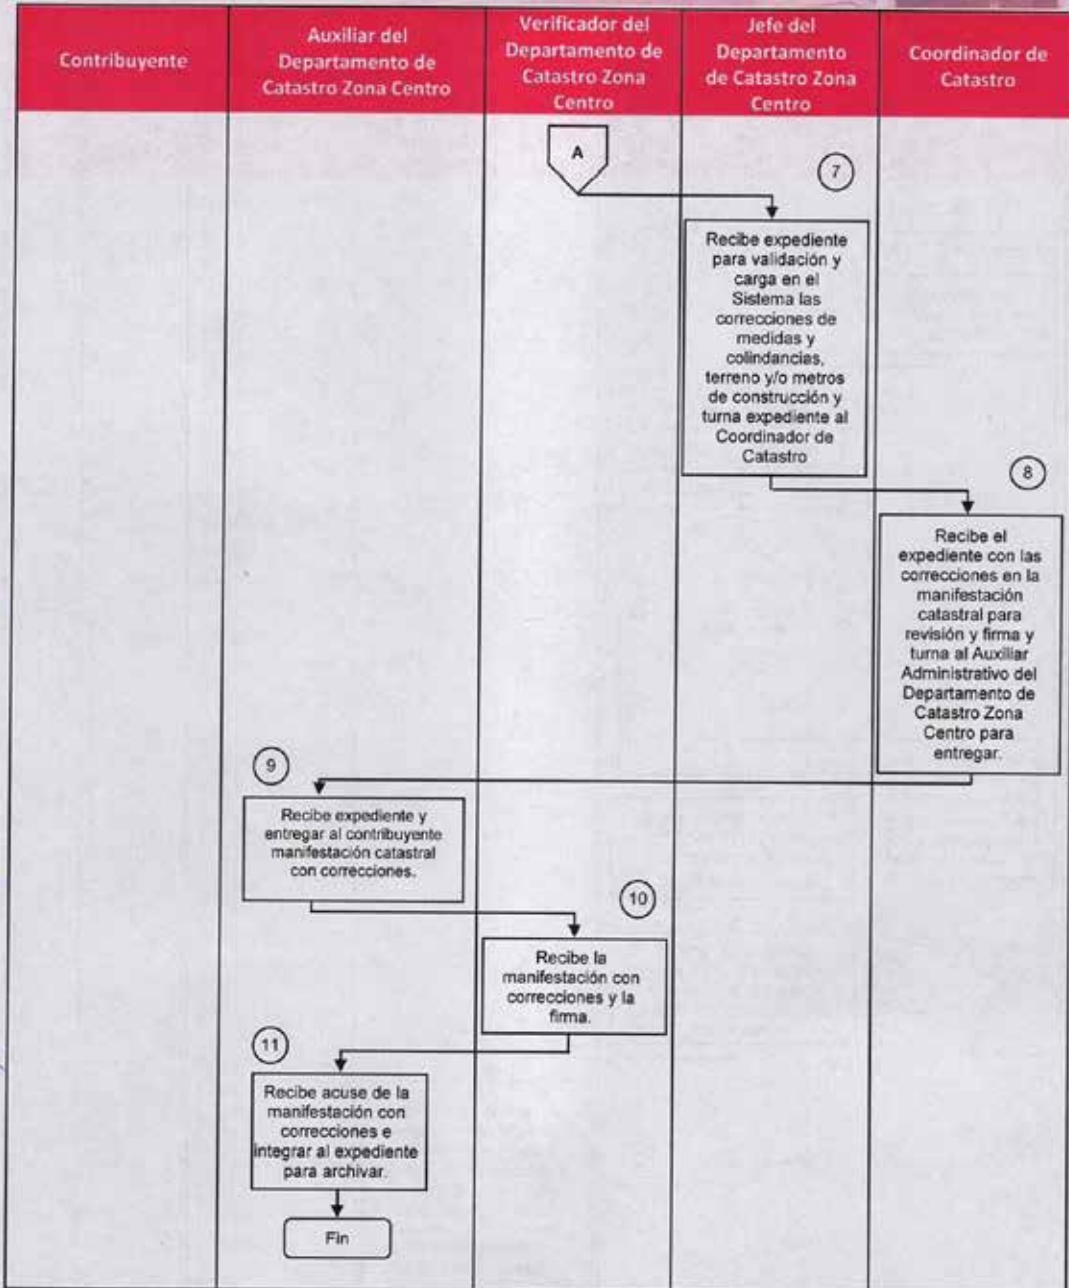 Contribuyente
Auxiliar del
Departamento de
Catastro Zona Centro
Verificador del
Departamento de
Catastro Zona
Centro
Jefe del
Departamento
de Catastro Zona
Centro
Coordinador de
Catastro
A
7
Recibe expediente
para validación y
carga en el
Sistema las
correcciones de
medidas y
colindancias,
terreno y/o metros
de construcción y
turna expediente al
Coordinador de
Catastro
8
Recibe el
expediente con las
correcciones en la
manifestación
catastral para
revisión y firma y
turna al Auxiliar
Administrativo del
Departamento de
Catastro Zona
Centro para
entregar.
9
Recibe expediente y
entregar al contribuyente
manifestación catastral
con correcciones.
10
Recibe la
manifestación con
correcciones y la
firma.
11
Recibe acuse de la
manifestación con
correcciones e
integrar al expediente
para archivar.
Fin